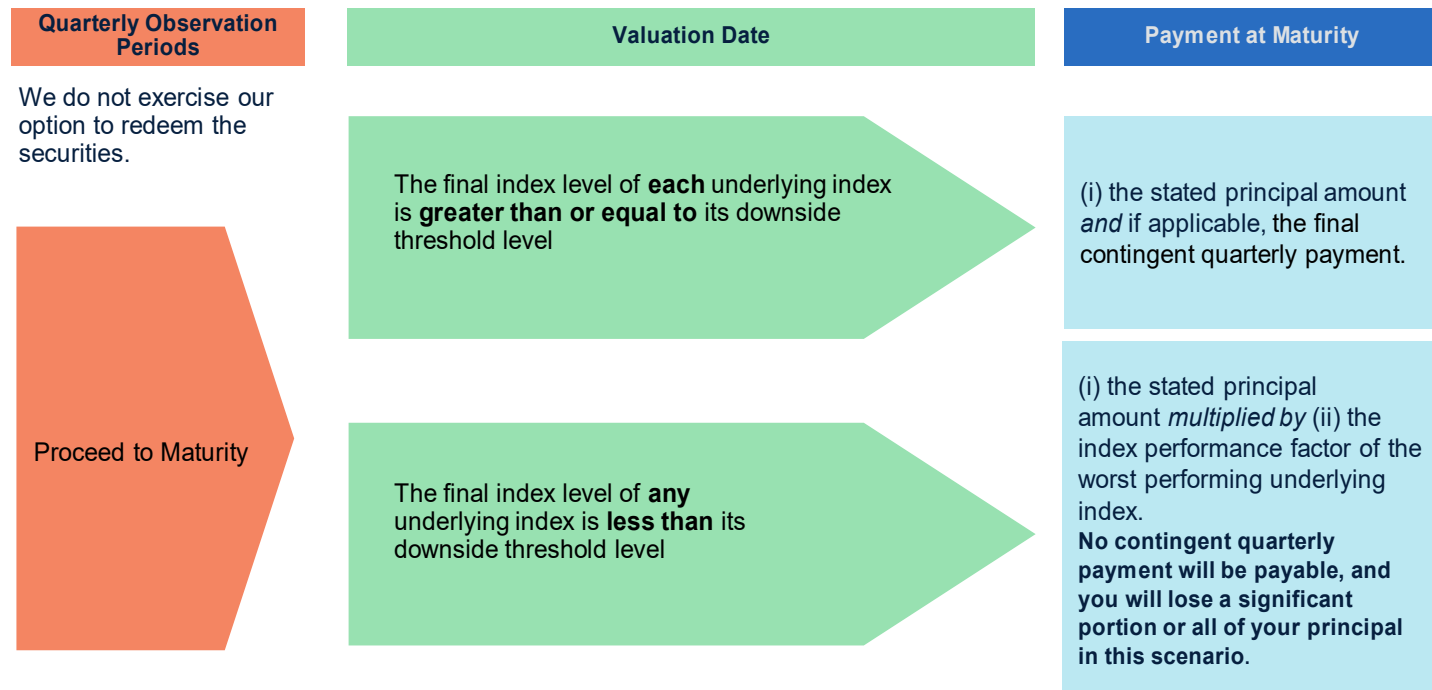 Quarterly Observation
Periods
Valuation Date
Payment at Maturity
We do not exercise our
option to redeem the
securities.
Proceed to Maturity
The final index level of each underlying index
is greater than or equal to its downside
threshold level
(i) the stated principal amount
and if applicable, the final
contingent quarterly payment.
The final index level of any
underlying index is less than its
downside threshold level
(i) the stated principal
amount multiplied by (ii) the
index performance factor of the
worst performing underlying
index.
No contingent quarterly
payment will be payable, and
you will lose a significant
portion or all of your principal
in this scenario.